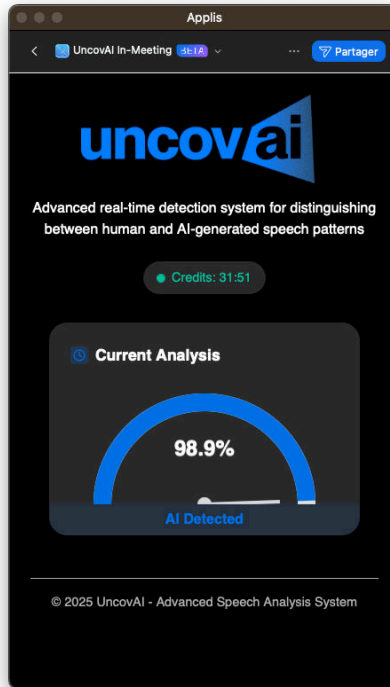 Applis
UncovAI In-Meeting BETA
Partager
uncovai
Advanced real-time detection system for distinguishing
between human and AI-generated speech patterns
Credits: 31:51
Current Analysis
98.9%
AI Detected
© 2025 UncovAI - Advanced Speech Analysis System